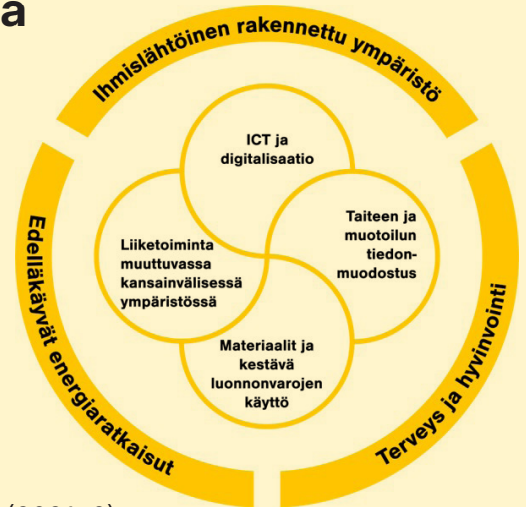 a
Ihmislähtöinen rakennettu ympäristö
ICT ja
digitalisaatio
Taiteen ja
muotoilun
tiedon-
muodostus
Liiketoiminta
muuttuvassa
kansainvälisessä
ympäristössä
Materiaalit ja
kestävä
luonnonvarojen
käyttö
Edelläkäyvät energiaratkaisut
Terveys ja hyvinvointi